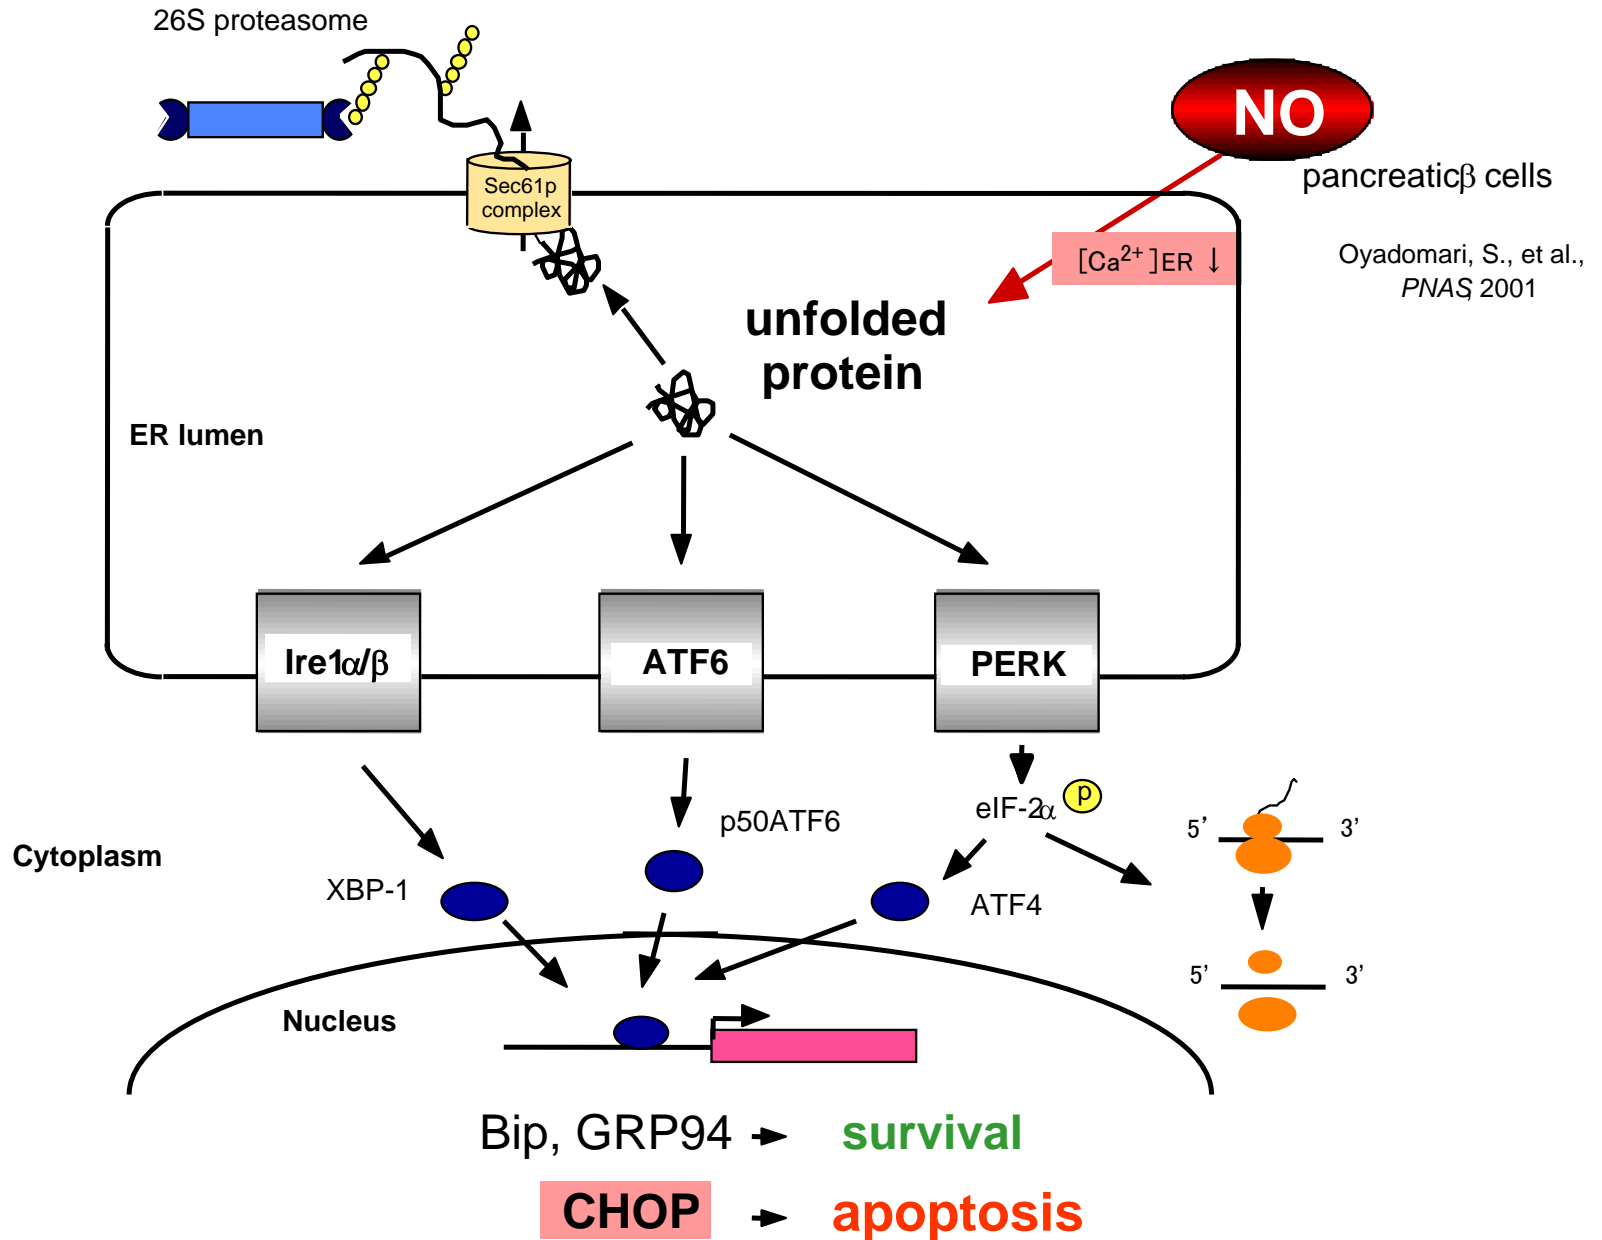 26S proteasome
NO
pancreaticβ cells
Sec61p
complex
[Ca2+ ]ER ↓
Oyadomari, S., et al.,
PNAS, 2001
unfolded
protein
ER lumen
Ire1α/β
ATF6
PERK
p50ATF6
eIF-2α
p
5’
3’
Cytoplasm
XBP-1
ATF4
5’
3’
Nucleus
Bip, GRP94
survival
CHOP
apoptosis